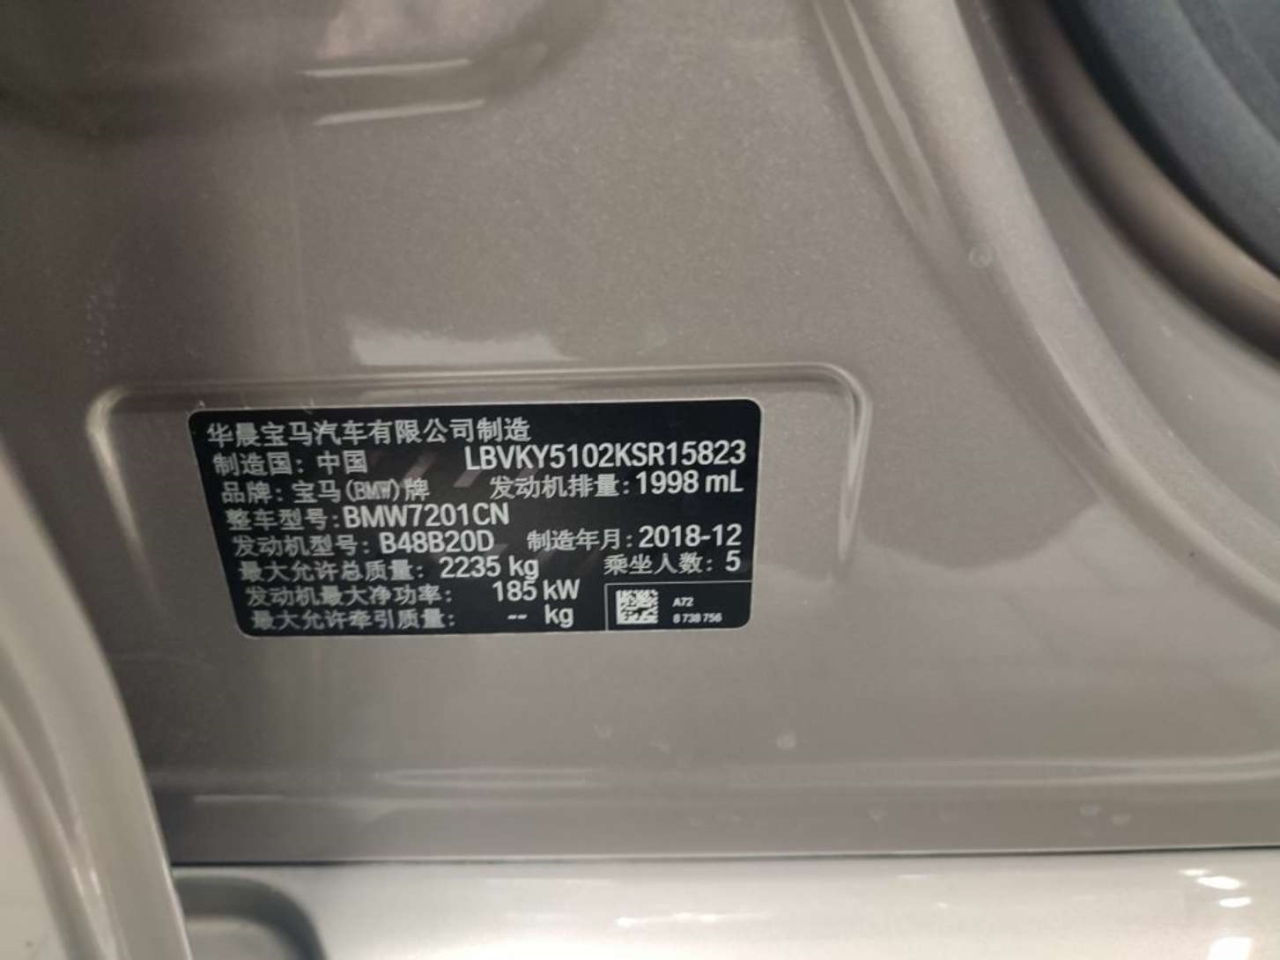 华晨宝马汽车有限公司制造
制造国：中国 LBVKY5102KSR15823
品牌：宝马(BMW)牌 发动机排量：1998 mL
整车型号：BMW7201CN
发动机型号：B48B20D 制造年月：2018-12
最大允许总质量：2235 kg 乘坐人数：5
发动机最大净功率：185 kW
最大允许牵引质量：-- kg
A72
8 738 756